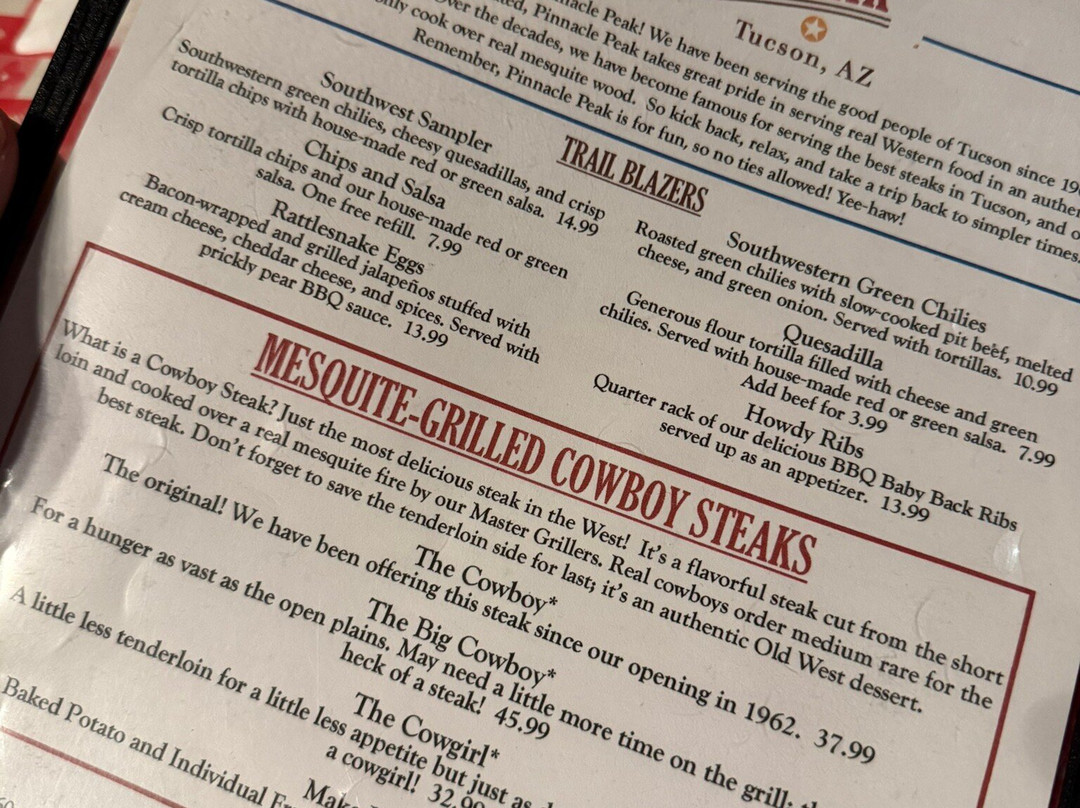 Tucson, AZ
nacle Peak! We have been serving the good people of Tucson since 19
ted, Pinnacle Peak takes great pride in serving real Western food in an authen
Over the decades, we have become famous for serving the best steaks in Tucson, and o
only cook over real mesquite wood. So kick back, relax, and take a trip back to simpler times.
Remember, Pinnacle Peak is for fun, so no ties allowed! Yee-haw!
TRAIL BLAZERS
Southwest Sampler
Southwestern green chilies, cheesy quesadillas, and crisp
tortilla chips with house-made red or green salsa. 14.99
Chips and Salsa
Crisp tortilla chips and our house-made red or green
salsa. One free refill. 7.99
Rattlesnake Eggs
Bacon-wrapped and grilled jalapeños stuffed with
cream cheese, cheddar cheese, and spices. Served with
prickly pear BBQ sauce. 13.99
Southwestern Green Chilies
Roasted green chilies with slow-cooked pit beef, melted
cheese, and green onion. Served with tortillas. 10.99
Quesadilla
Generous flour tortilla filled with cheese and green
chilies. Served with house-made red or green salsa. 7.99
Add beef for 3.99
Howdy Ribs
Quarter rack of our delicious BBQ Baby Back Ribs
served up as an appetizer. 13.99
MESQUITE-GRILLED COWBOY STEAKS
What is a Cowboy Steak? Just the most delicious steak in the West! It's a flavorful steak cut from the short
loin and cooked over a real mesquite fire by our Master Grillers. Real cowboys order medium rare for the
best steak. Don't forget to save the tenderloin side for last; it's an authentic Old West dessert.
The Cowboy*
The original! We have been offering this steak since our opening in 1962. 37.99
The Big Cowboy*
For a hunger as vast as the open plains. May need a little more time on the grill;
heck of a steak! 45.99
The Cowgirl*
A little less tenderloin for a little less appetite but just as
a cowgirl! 32.99
Make
Baked Potato and Individual